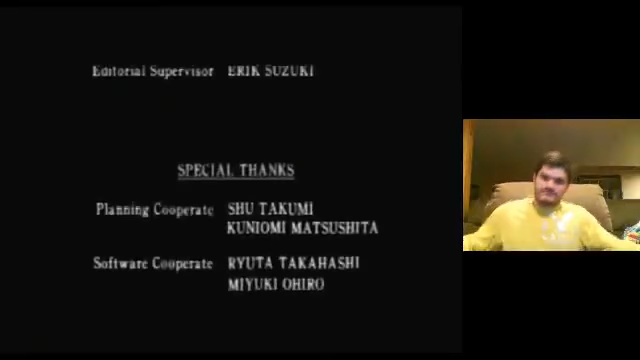 Editorial Supervisor ERIK SUZUKI
SPECIAL THANKS
Planning Cooperate SHU TAKUMI
KUNIOMI MATSUSHITA
Software Cooperate RYUTA TAKAHASHI
MIYUKI OHIRO